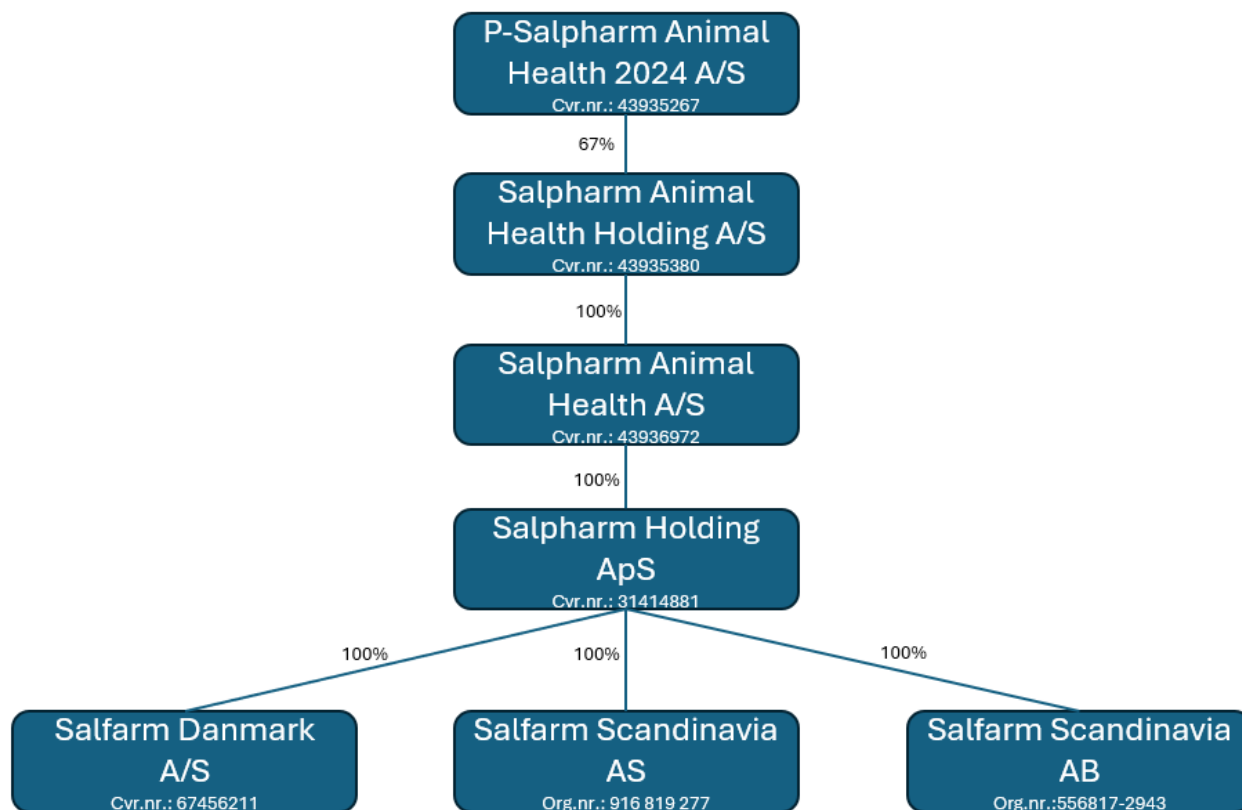 P-Salpharm Animal
Health 2024 A/S
Cvr.nr.: 43935267
67%
Salpharm Animal
Health Holding A/S
Cvr.nr.: 43935380
100%
Salpharm Animal
Health A/S
Cvr.nr.: 43936972
100%
Salpharm Holding
ApS
Cvr.nr.: 31414881
100%
100%
100%
Salfarm Danmark
A/S
Cvr.nr.: 67456211
Salfarm Scandinavia
AS
Org.nr.: 916 819 277
Salfarm Scandinavia
AB
Org.nr.:556817-2943